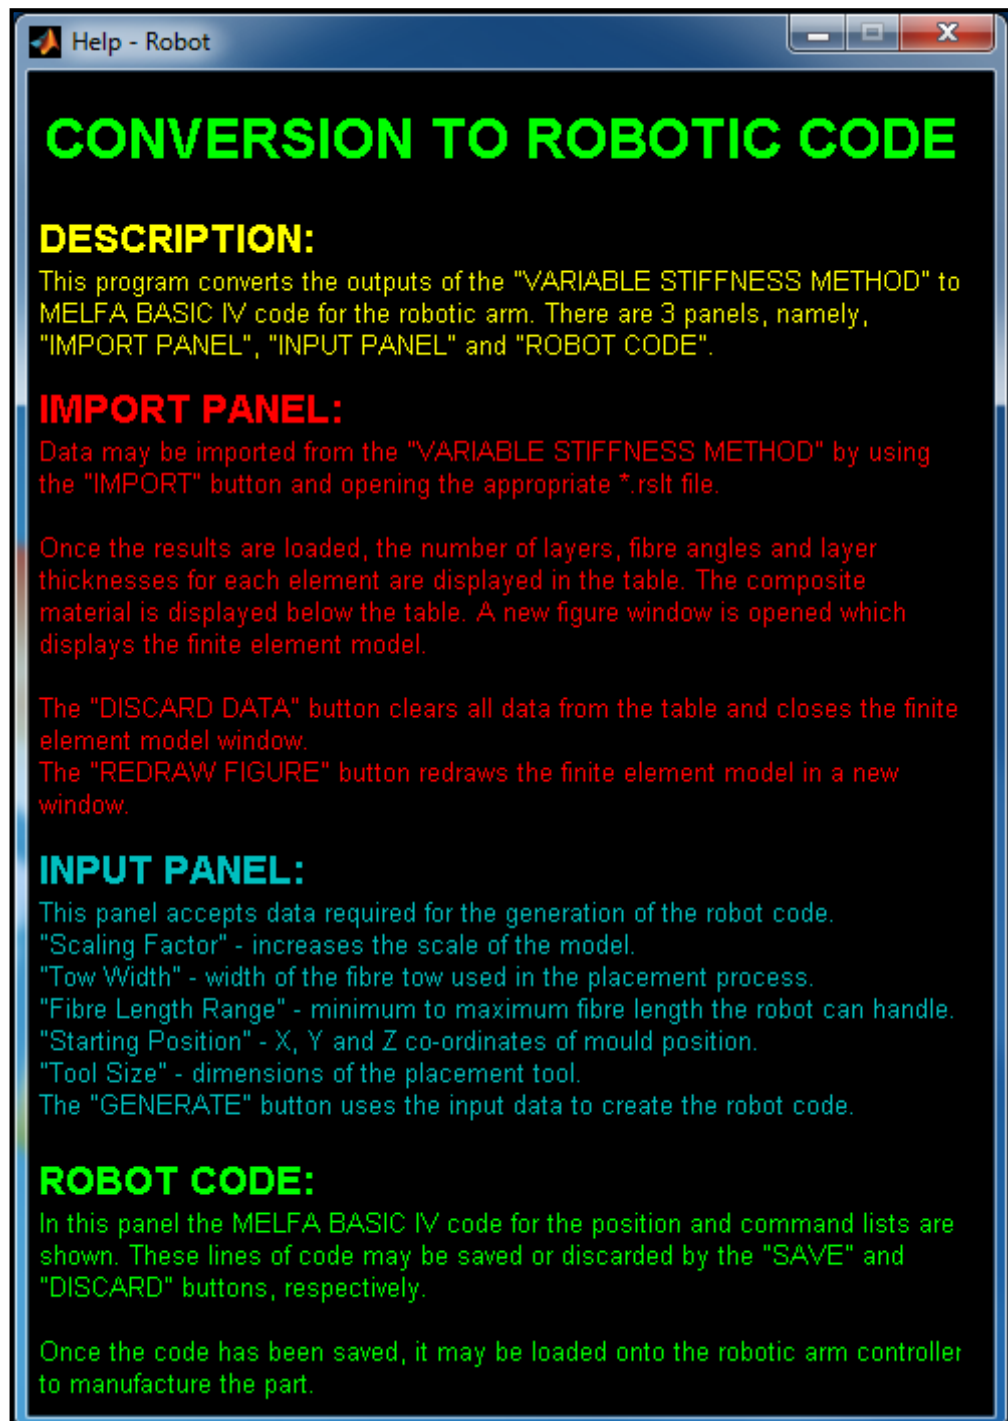 Help - Robot
CONVERSION TO ROBOTIC CODE
DESCRIPTION:
This program converts the outputs of the "VARIABLE STIFFNESS METHOD" to
MELFA BASIC IV code for the robotic arm. There are 3 panels, namely,
"IMPORT PANEL", "INPUT PANEL" and "ROBOT CODE".
IMPORT PANEL:
Data may be imported from the "VARIABLE STIFFNESS METHOD" by using
the "IMPORT" button and opening the appropriate *.rslt file.
Once the results are loaded, the number of layers, fibre angles and layer
thicknesses for each element are displayed in the table. The composite
material is displayed below the table. A new figure window is opened which
displays the finite element model.
The "DISCARD DATA" button clears all data from the table and closes the finite
element model window.
The "REDRAW FIGURE" button redraws the finite element model in a new
window.
INPUT PANEL:
This panel accepts data required for the generation of the robot code.
"Scaling Factor" - increases the scale of the model.
"Tow Width" - width of the fibre tow used in the placement process.
"Fibre Length Range" - minimum to maximum fibre length the robot can handle.
"Starting Position" - X, Y and Z co-ordinates of mould position.
"Tool Size" - dimensions of the placement tool.
The "GENERATE" button uses the input data to create the robot code.
ROBOT CODE:
In this panel the MELFA BASIC IV code for the position and command lists are
shown. These lines of code may be saved or discarded by the "SAVE" and
"DISCARD" buttons, respectively.
Once the code has been saved, it may be loaded onto the robotic arm controller
to manufacture the part.